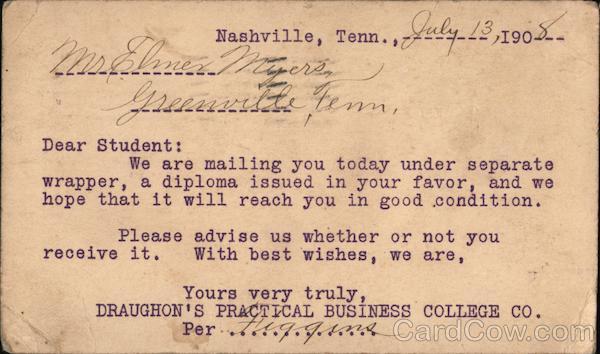 Nashville, Tenn., July 13, 1908
Mr Elmer Myers,
Greenville Tenn,
Dear Student:
We are mailing you today under separate
wrapper, a diploma issued in your favor, and we
hope that it will reach you in good condition.
Please advise us whether or not you
receive it. With best wishes, we are,
Yours very truly,
DRAUGHON'S PRACTICAL BUSINESS COLLEGE CO.
Per Higgins
CardCow.com